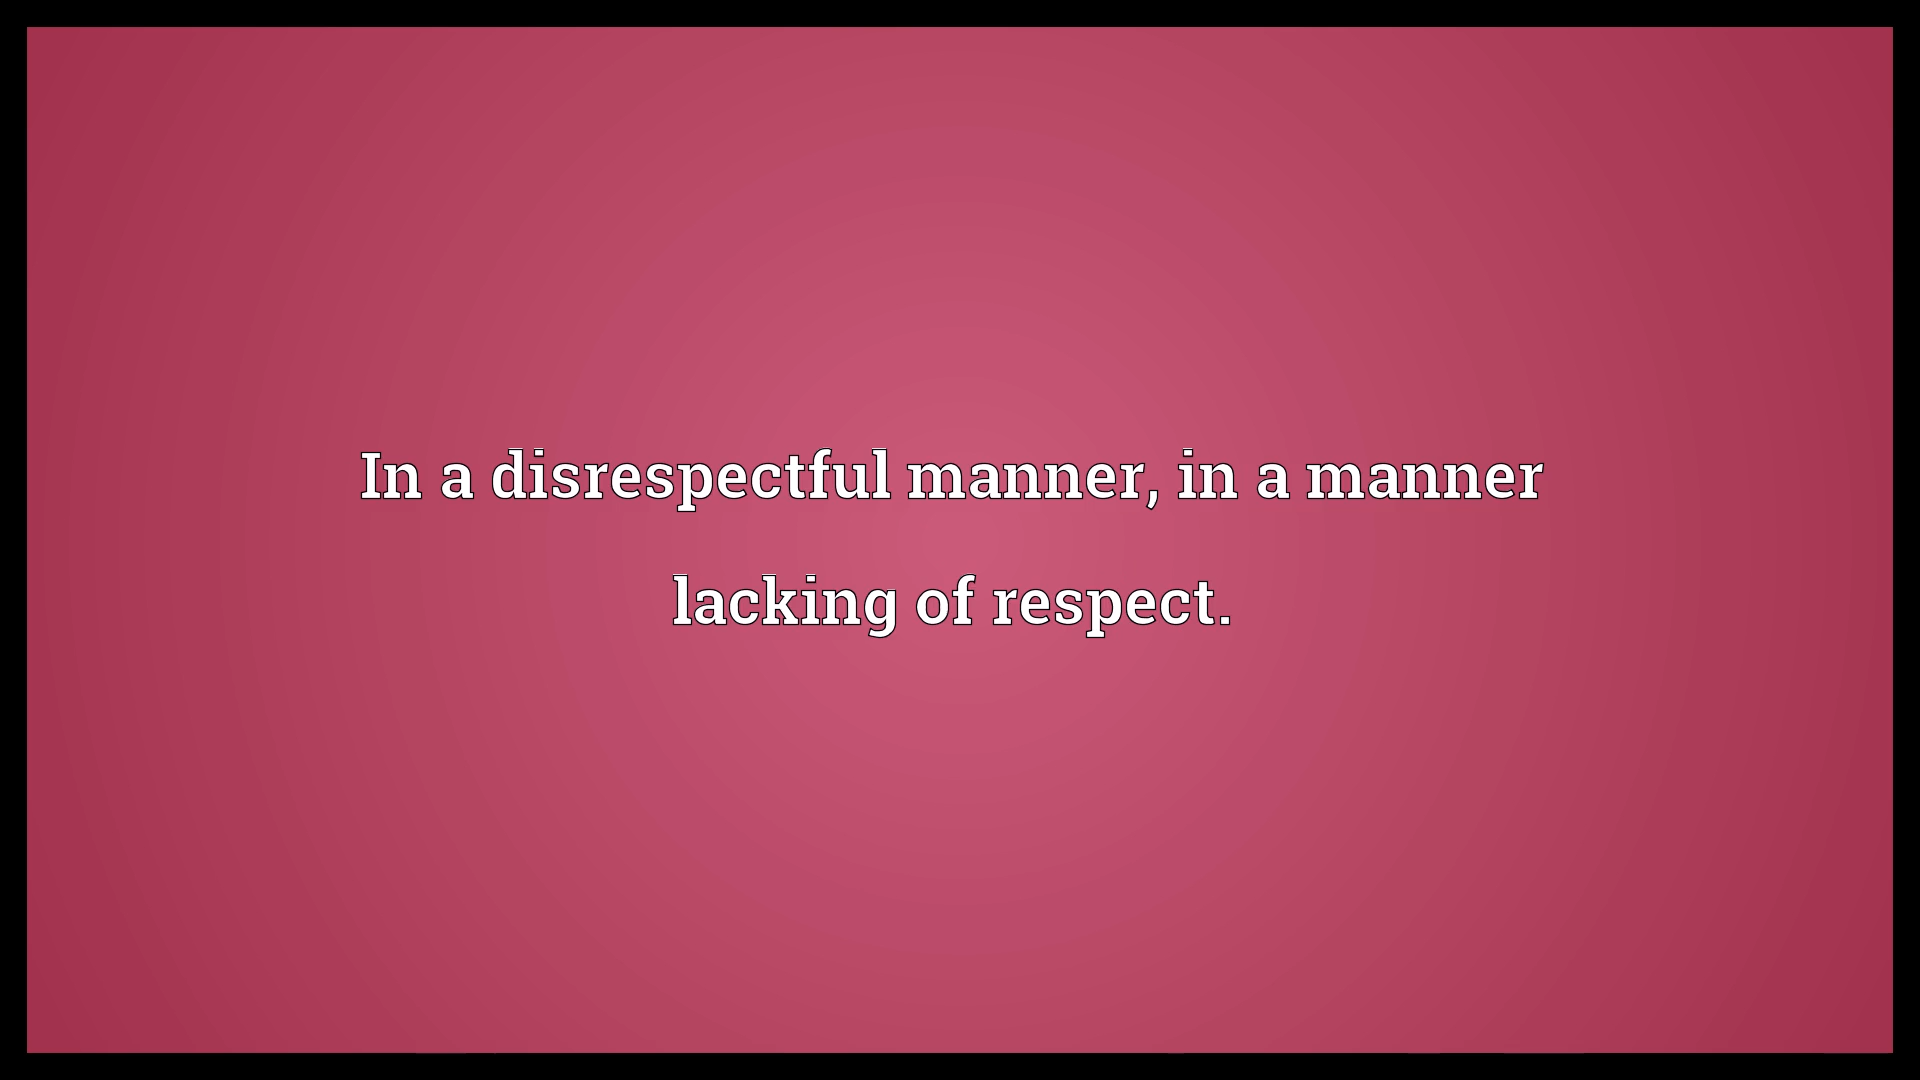 In a disrespectful manner, in a manner
lacking of respect.